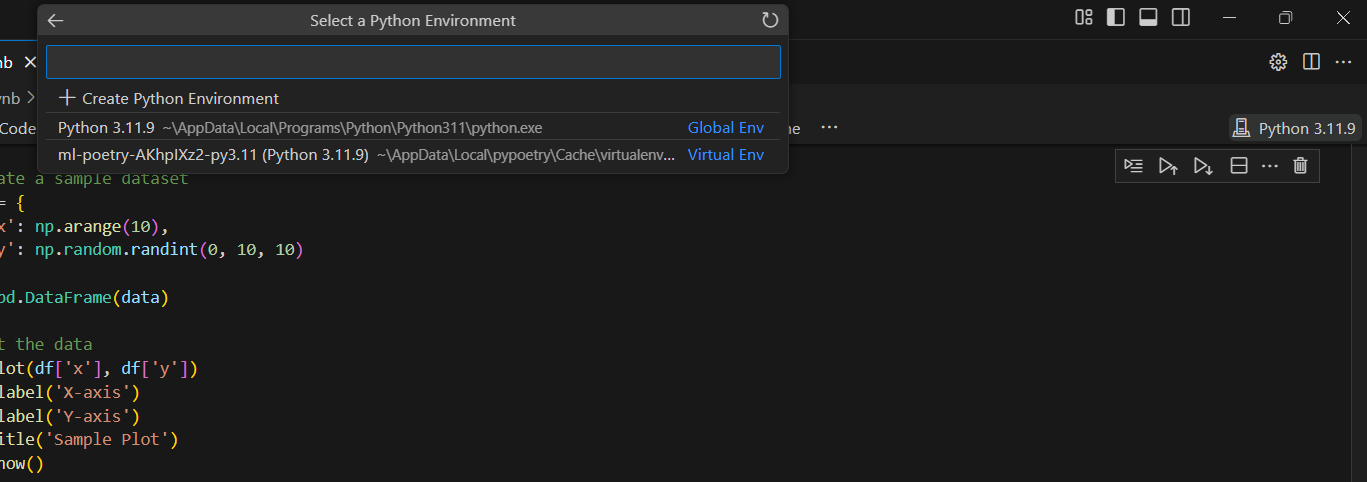 Select a Python Environment
nb
Create Python Environment
ynb
Python 3.11.9 ~\AppData\Local\Programs\Python\Python311\python.exe Global Env
Code
Python 3.11.9
ml-poetry-AKhpIXz2-py3.11 (Python 3.11.9) ~\AppData\Local\pypoetry\Cache\virtualenv... Virtual Env
ate a sample dataset
= {
x': np.arange(10),
y': np.random.randint(0, 10, 10)
pd.DataFrame(data)
t the data
lot(df['x'], df['y'])
label('X-axis')
label('Y-axis')
itle('Sample Plot')
how()